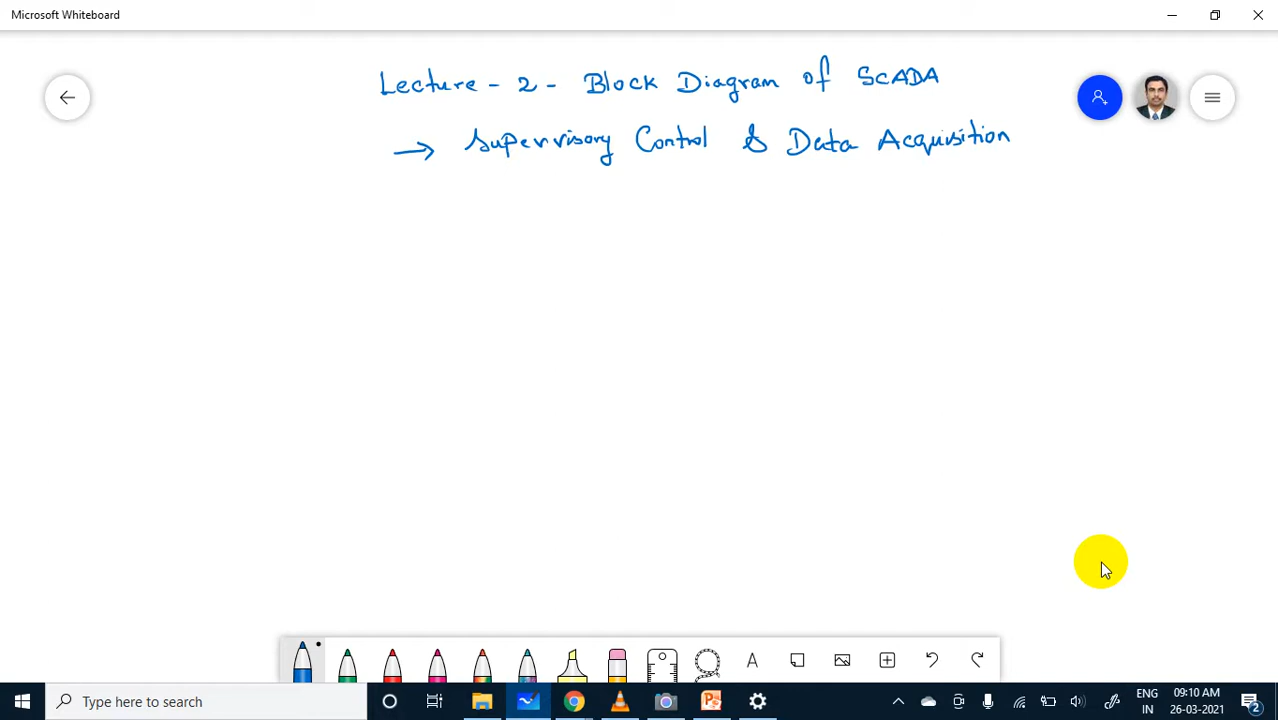 Microsoft Whiteboard
Lecture - 2 - Block Diagram of SCADA
→ Supervisory Control & Data Acquisition
A
Type here to search
ENG
IN
09:10 AM
26-03-2021
2